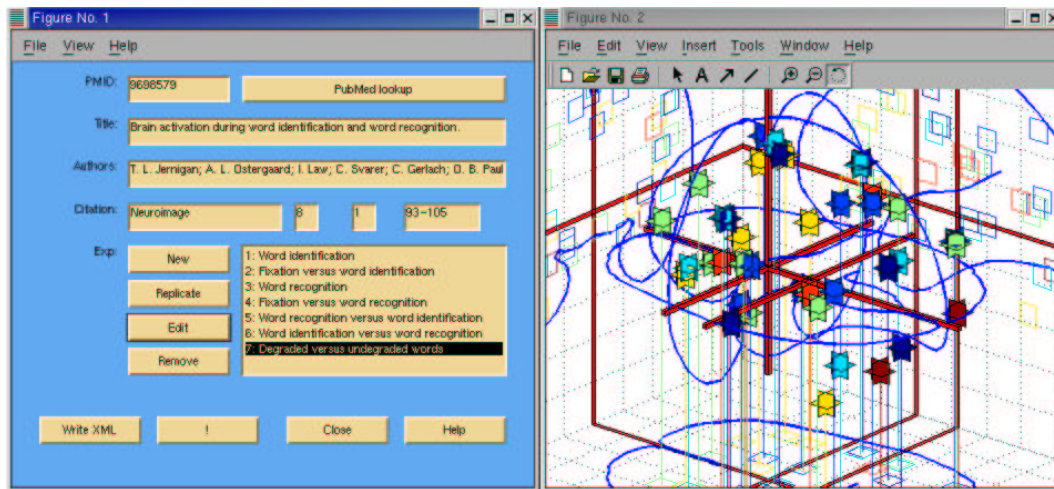 Figure No. 1
File View Help
PMID: 9698579 PubMed lookup
Title: Brain activation during word identification and word recognition.
Authors: T. L. Jernigan; A. L. Ostergaard; I. Law; C. Svarer; C. Gerlach; O. B. Paul
Citation: Neuroimage 8 1 93-105
Exp: New
Replicate
Edit
Remove
1: Word identification
2: Fixation versus word identification
3: Word recognition
4: Fixation versus word recognition
5: Word recognition versus word identification
6: Word identification versus word recognition
7: Degraded versus undegraded words
Write XML ! Close Help
Figure No. 2
File Edit View Insert Tools Window Help
A